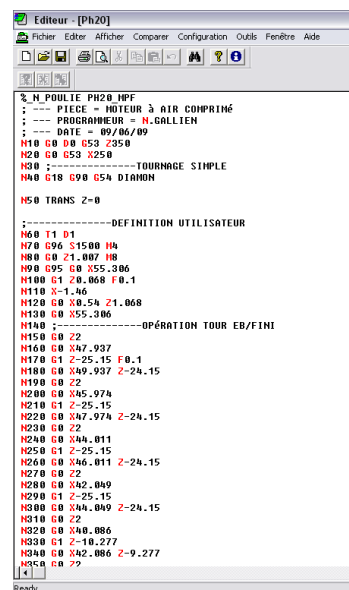 Editeur - [Ph20]
Fichier Editer Afficher Comparer Configuration Outils Fenêtre Aide
%_N_POULIE PH20_MPF
; --- PIECE = MOTEUR à AIR COMPRIMé
; --- PROGRAMMEUR = N.GALLIEN
; --- DATE = 09/06/09
N10 G0 D0 G53 Z350
N20 G0 G53 X250
N30 ;--------------TOURNAGE SIMPLE
N40 G18 G90 G54 DIAMON
N50 TRANS Z=0
;--------------DEFINITION UTILISATEUR
N60 T1 D1
N70 G96 S1500 M4
N80 G0 Z1.007 M8
N90 G95 G0 X55.306
N100 G1 Z0.068 F0.1
N110 X-1.46
N120 G0 X0.54 Z1.068
N130 G0 X55.306
N140 ;--------------OPéRATION TOUR EB/FINI
N150 G0 Z2
N160 G0 X47.937
N170 G1 Z-25.15 F0.1
N180 G0 X49.937 Z-24.15
N190 G0 Z2
N200 G0 X45.974
N210 G1 Z-25.15
N220 G0 X47.974 Z-24.15
N230 G0 Z2
N240 G0 X44.011
N250 G1 Z-25.15
N260 G0 X46.011 Z-24.15
N270 G0 Z2
N280 G0 X42.049
N290 G1 Z-25.15
N300 G0 X44.049 Z-24.15
N310 G0 Z2
N320 G0 X40.086
N330 G1 Z-10.277
N340 G0 X42.086 Z-9.277
N350 G0 Z2
Ready